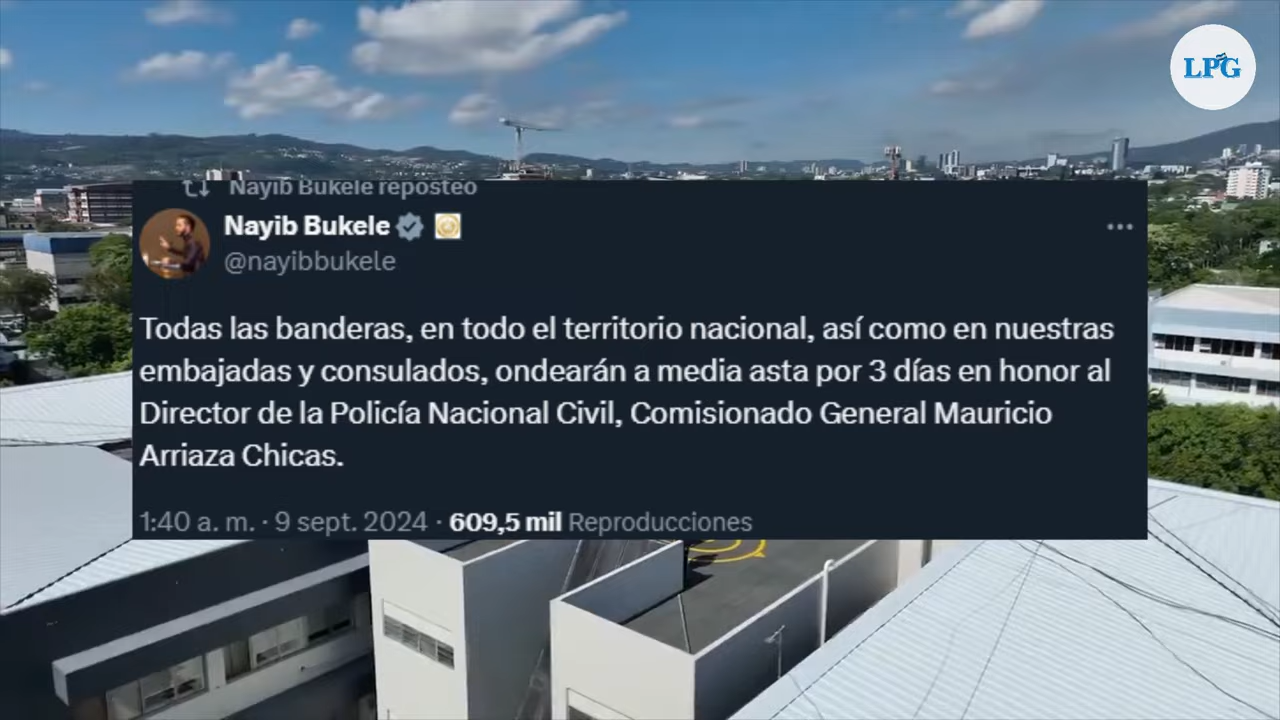 LPG
Nayib Bukele reposteo
Nayib Bukele
@nayibbukele
Todas las banderas, en todo el territorio nacional, así como en nuestras
embajadas y consulados, ondearán a media asta por 3 días en honor al
Director de la Policía Nacional Civil, Comisionado General Mauricio
Arriaza Chicas.
1:40 a. m. · 9 sept. 2024 · 609,5 mil Reproducciones